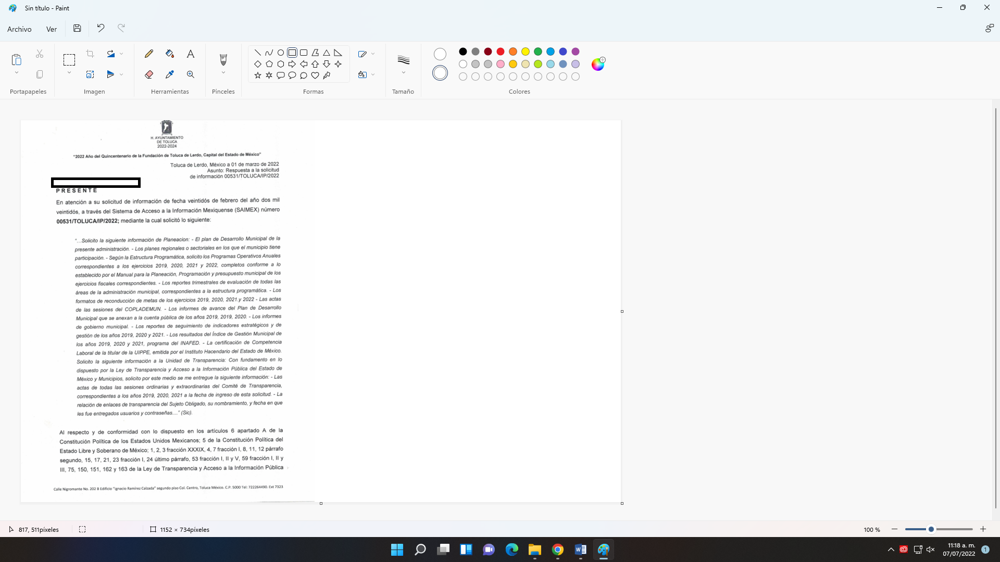 Sin título - Paint
Archivo
Ver
Portapapeles
Imagen
Herramientas
Pinceles
Formas
Tamaño
Colores
H. AYUNTAMIENTO
DE TOLUCA
2022-2024
"2022 Año del Quincentenario de la Fundación de Toluca de Lerdo, Capital del Estado de México"
Toluca de Lerdo, México a 01 de marzo de 2022
Asunto: Respuesta a la solicitud
de información 00531/TOLUCA/IP/2022
P R E S E N T E
En atención a su solicitud de información de fecha veintidós de febrero del año dos mil
veintidós, a través del Sistema de Acceso a la Información Mexiquense (SAIMEX) número
00531/TOLUCA/IP/2022; mediante la cual solicitó lo siguiente:
"…Solicito la siguiente información de Planeacion: - El plan de Desarrollo Municipal de la
presente administración. - Los planes regionales o sectoriales en los que el municipio tiene
participación. - Según la Estructura Programática, solicito los Programas Operativos Anuales
correspondientes a los ejercicios 2019, 2020, 2021 y 2022, completos conforme a lo
establecido por el Manual para la Planeación, Programación y presupuesto municipal de los
ejercicios fiscales correspondientes. - Los reportes trimestrales de evaluación de todas las
áreas de la administración municipal, correspondientes a la estructura programática. - Los
formatos de reconducción de metas de los ejercicios 2019, 2020, 2021.y 2022 - Las actas
de las sesiones del COPLADEMUN. - Los informes de avance del Plan de Desarrollo
Municipal que se anexan a la cuenta pública de los años 2019, 2019, 2020. - Los informes
de gobierno municipal. - Los reportes de seguimiento de indicadores estratégicos y de
gestión de los años 2019, 2020 y 2021. - Los resultados del Índice de Gestión Municipal de
los años 2019, 2020 y 2021, programa del INAFED. - La certificación de Competencia
Laboral de la titular de la UIPPE, emitida por el Instituto Hacendario del Estado de México.
Solicito la siguiente información a la Unidad de Transparencia: Con fundamento en lo
dispuesto por la Ley de Transparencia y Acceso a la Información Pública del Estado de
México y Municipios, solicito por este medio se me entregue la siguiente información: - Las
actas de todas las sesiones ordinarias y extraordinarias del Comité de Transparencia,
correspondientes a los años 2019, 2020, 2021 a la fecha de ingreso de esta solicitud. - La
relación de enlaces de transparencia del Sujeto Obligado, su nombramiento, y fecha en que
les fue entregados usuarios y contraseñas…." (Sic).
Al respecto y de conformidad con lo dispuesto en los artículos 6 apartado A de la
Constitución Política de los Estados Unidos Mexicanos; 5 de la Constitución Política del
Estado Libre y Soberano de México; 1, 2, 3 fracción XXXIX, 4, 7 fracción I, 8, 11, 12 párrafo
segundo, 15, 17, 21, 23 fracción I, 24 último párrafo, 53 fracción I, II y V, 59 fracción I, II y
III, 75, 150, 151, 162 y 163 de la Ley de Transparencia y Acceso a la Información Pública
Calle Nigromante No. 202 B Edificio "Ignacio Ramírez Calzada" segundo piso Col. Centro, Toluca México. C.P. 5000 Tel: 722264490. Ext 7323
817, 511píxeles
1152 × 734píxeles
100 %
11:18 a. m.
07/07/2022
1